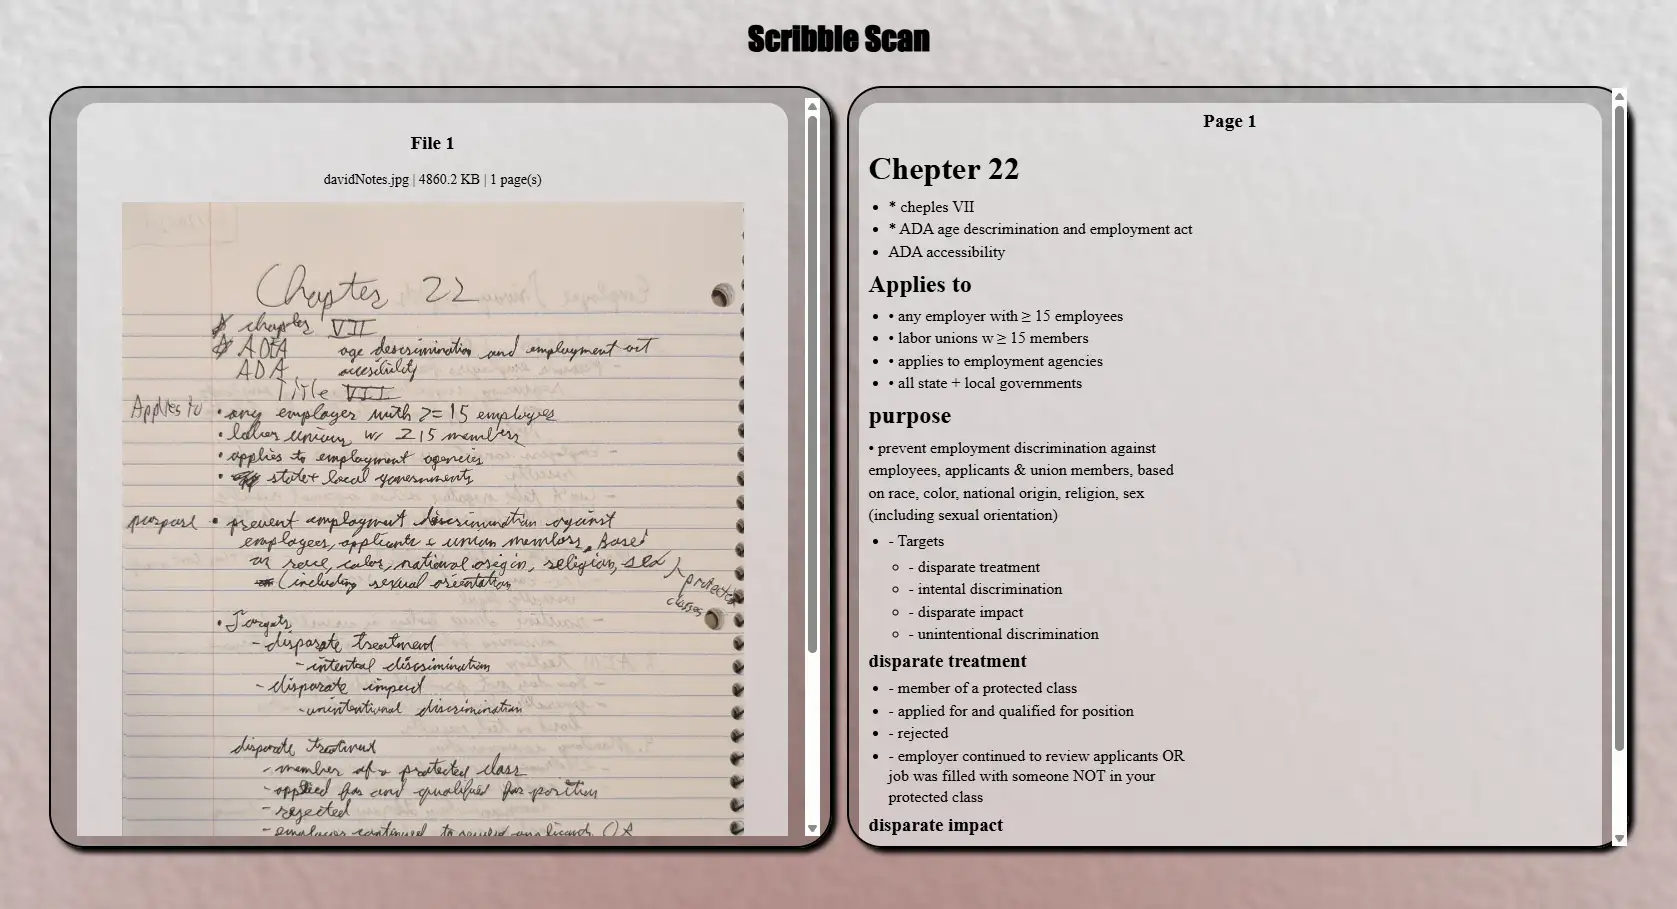 Scribble Scan
File 1
davidNotes.jpg | 4860.2 KB | 1 page(s)
Chapter 22
chapter VII
ADEA age descrimination and employment act
ADA accesibility
Title VII
Applies to • any employer with >= 15 employees
• labor unions w/ ≥ 15 members
• applies to employment agencies
• state + local governments
purpose • prevent employment discrimination against
employees, applicants & union members, Based
on race, color, national origin, religion, sex
(including sexual orientation)
protected
classes
• Targets
- disparate treatment
- intental discrimination
- disparate impact
- unintentional discrimination
disparate treatment
- member of a protected class
- applied for and qualified for position
- rejected
- employer continued to review applicants OR
Page 1
Chepter 22
• * cheples VII
• * ADA age descrimination and employment act
• ADA accessibility
Applies to
• • any employer with ≥ 15 employees
• • labor unions w ≥ 15 members
• • applies to employment agencies
• • all state + local governments
purpose
• prevent employment discrimination against
employees, applicants & union members, based
on race, color, national origin, religion, sex
(including sexual orientation)
• - Targets
◦ - disparate treatment
◦ - intental discrimination
◦ - disparate impact
◦ - unintentional discrimination
disparate treatment
• - member of a protected class
• - applied for and qualified for position
• - rejected
• - employer continued to review applicants OR
job was filled with someone NOT in your
protected class
disparate impact